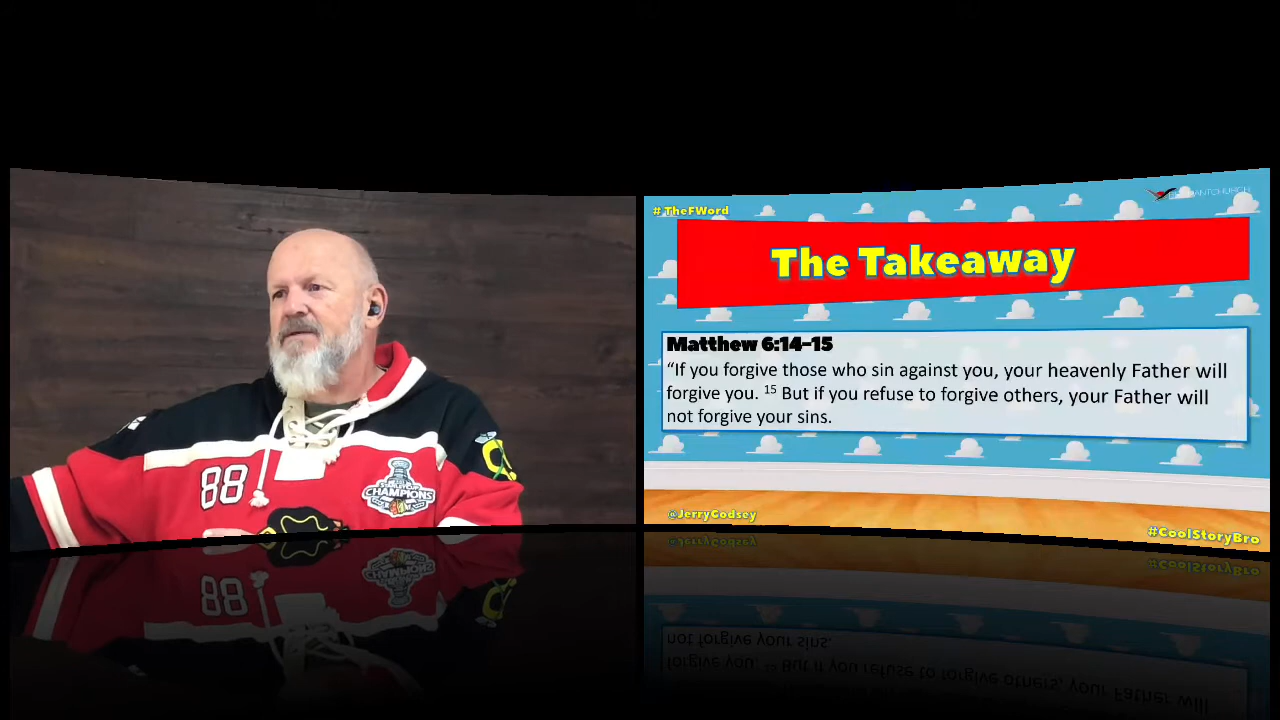 #TheFWord
The Takeaway
Matthew 6:14–15
“If you forgive those who sin against you, your heavenly Father will
forgive you. 15 But if you refuse to forgive others, your Father will
not forgive your sins.
@JerryGodsey
#CoolStoryBro
88
CHAMPIONS